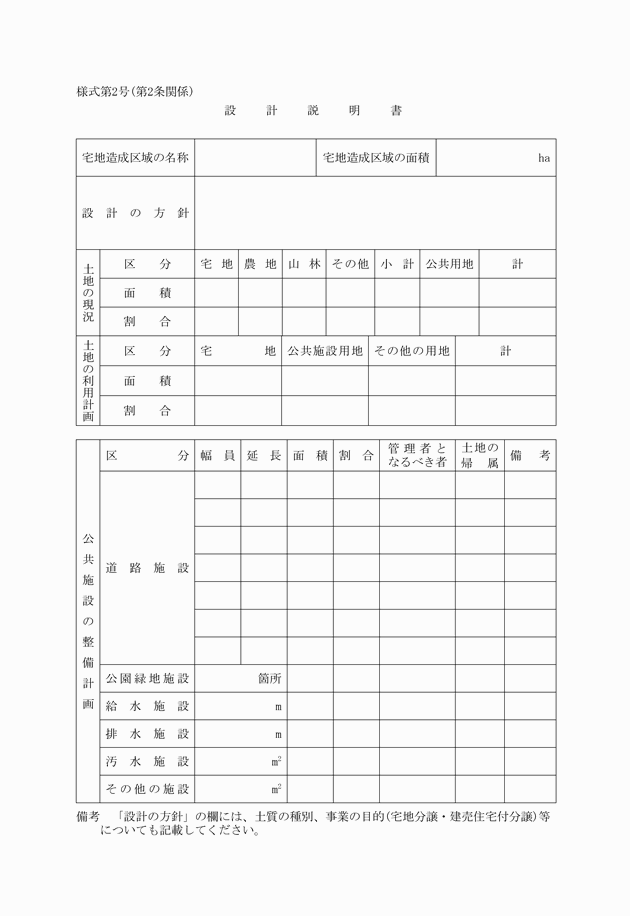 様式第2号(第2条関係)
設計説明書
宅地造成区域の名称 宅地造成区域の面積 ha
設計の方針
土地の現況
区分 宅地 農地 山林 その他 小計 公共用地 計
面積
割合
土地の利用計画
区分 宅地 公共施設用地 その他の用地 計
面積
割合
公共施設の整備計画
区分 幅員 延長 面積 割合 管理者となるべき者 土地の帰属 備考
道路施設
公園緑地施設 箇所
給水施設 m
排水施設 m
汚水施設 m²
その他の施設 m²
備考 「設計の方針」の欄には、土質の種別、事業の目的(宅地分譲・建売住宅付分譲)等
についても記載してください。